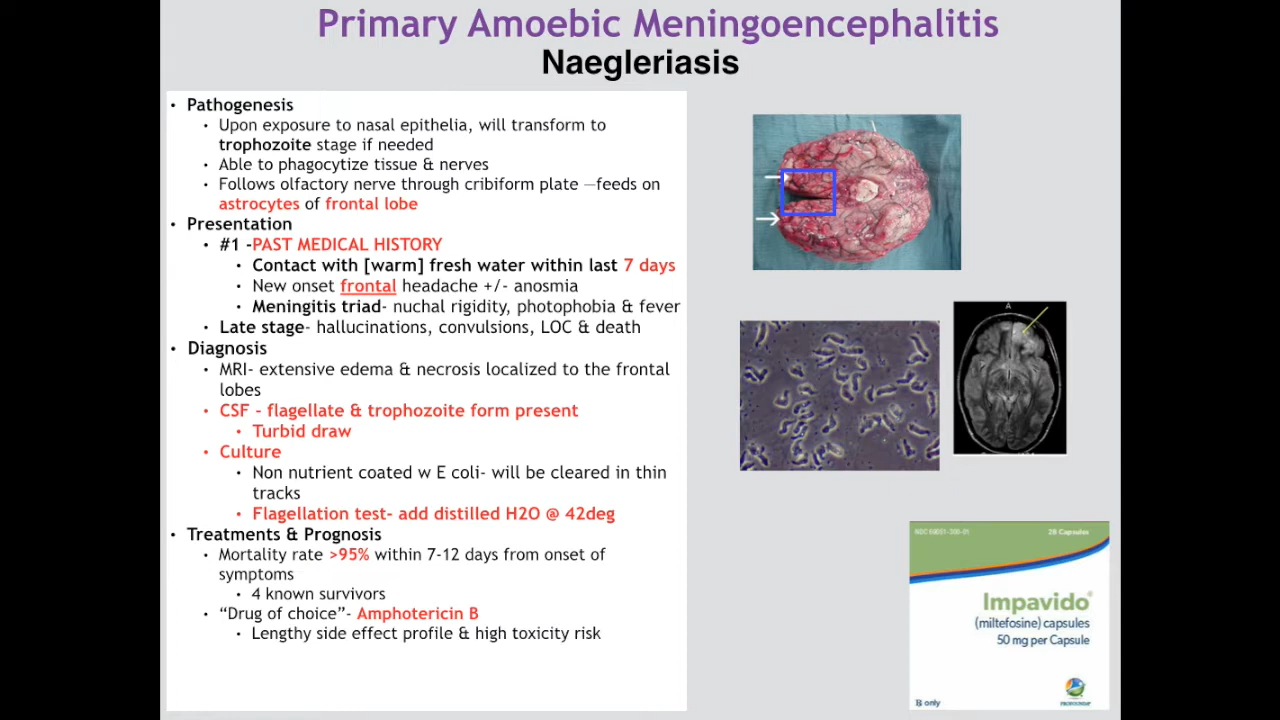 Primary Amoebic Meningoencephalitis
Naegleriasis
• Pathogenesis
• Upon exposure to nasal epithelia, will transform to
trophozoite stage if needed
• Able to phagocytize tissue & nerves
• Follows olfactory nerve through cribiform plate —feeds on
astrocytes of frontal lobe
• Presentation
• #1 -PAST MEDICAL HISTORY
• Contact with [warm] fresh water within last 7 days
• New onset frontal headache +/- anosmia
• Meningitis triad- nuchal rigidity, photophobia & fever
• Late stage- hallucinations, convulsions, LOC & death
• Diagnosis
• MRI- extensive edema & necrosis localized to the frontal
lobes
• CSF - flagellate & trophozoite form present
• Turbid draw
• Culture
• Non nutrient coated w E coli- will be cleared in thin
tracks
• Flagellation test- add distilled H2O @ 42deg
• Treatments & Prognosis
• Mortality rate >95% within 7-12 days from onset of
symptoms
• 4 known survivors
• “Drug of choice”- Amphotericin B
• Lengthy side effect profile & high toxicity risk
A
28 Capsules
Impavido®
(miltefosine) capsules
50 mg per Capsule
℞ only